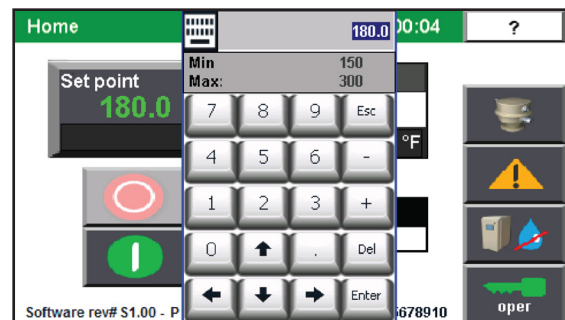 Home
180.0
00:04
?
Min 150
Max: 300
Set point
180.0
°F
7 8 9 Esc
4 5 6 -
1 2 3 +
0 . Del
Enter
oper
Software rev# S1.00 - P
678910